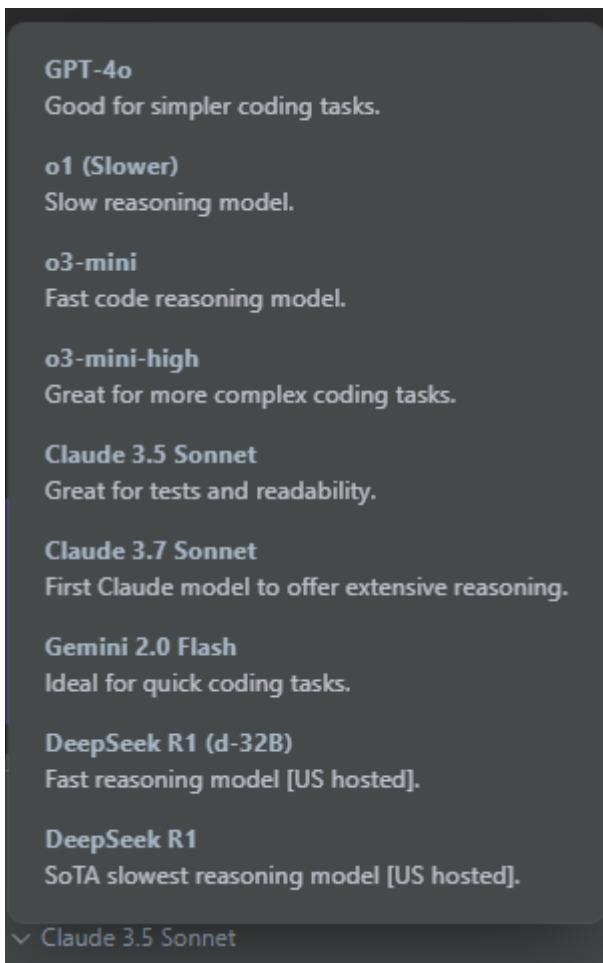 GPT-4o
Good for simpler coding tasks.
o1 (Slower)
Slow reasoning model.
o3-mini
Fast code reasoning model.
o3-mini-high
Great for more complex coding tasks.
Claude 3.5 Sonnet
Great for tests and readability.
Claude 3.7 Sonnet
First Claude model to offer extensive reasoning.
Gemini 2.0 Flash
Ideal for quick coding tasks.
DeepSeek R1 (d-32B)
Fast reasoning model [US hosted].
DeepSeek R1
SoTA slowest reasoning model [US hosted].
Claude 3.5 Sonnet